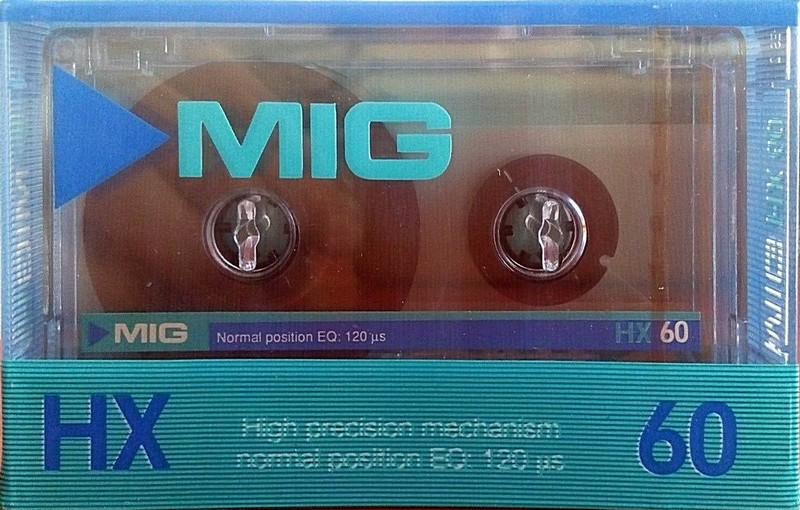 MIG
MIG Normal position EQ: 120 µs HX 60
HX High precision mechanism 60
normal position EQ: 120 µs